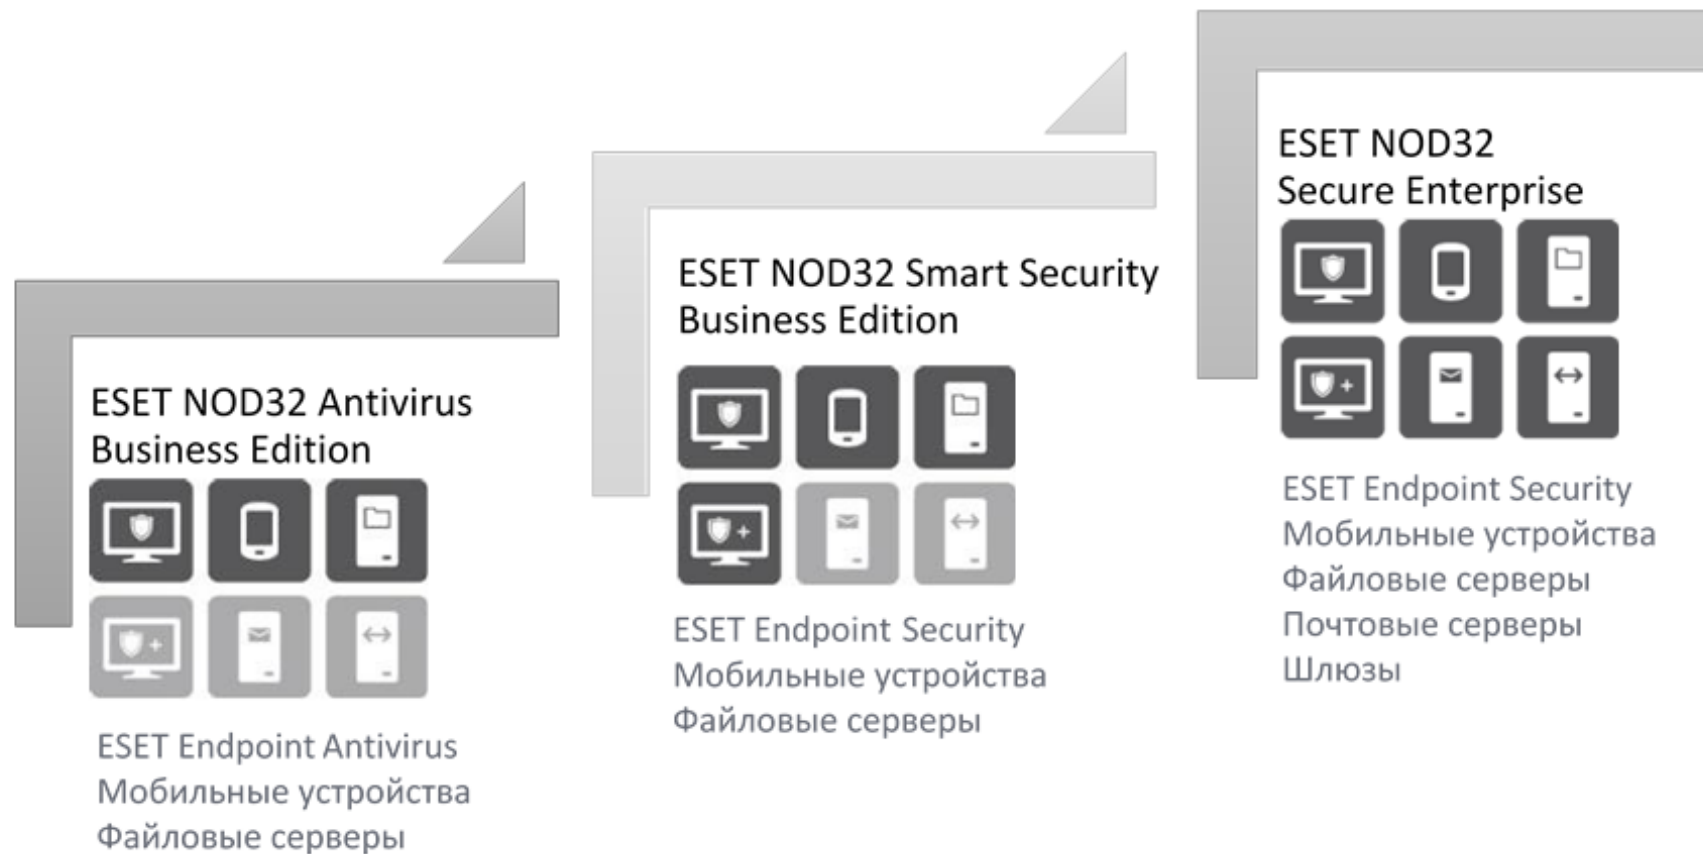 ESET NOD32 Antivirus
Business Edition
ESET Endpoint Antivirus
Мобильные устройства
Файловые серверы
ESET NOD32 Smart Security
Business Edition
ESET Endpoint Security
Мобильные устройства
Файловые серверы
ESET NOD32
Secure Enterprise
ESET Endpoint Security
Мобильные устройства
Файловые серверы
Почтовые серверы
Шлюзы